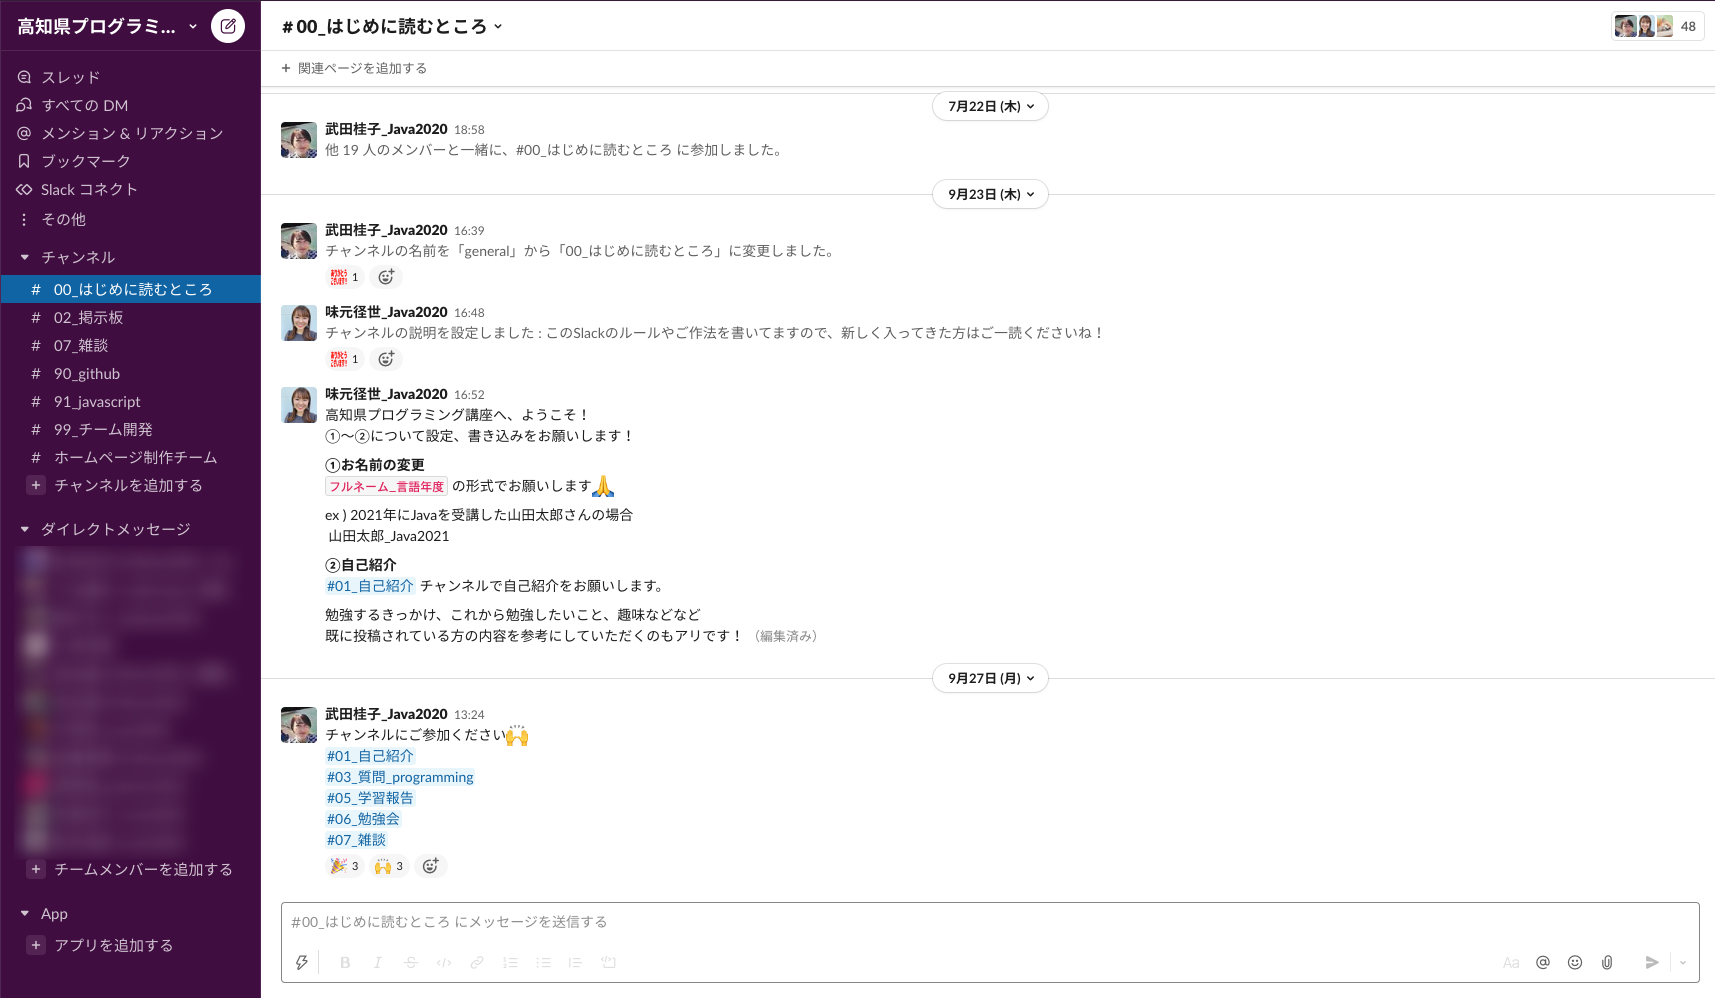 高知県プログラミ...
スレッド
すべての DM
メンション & リアクション
ブックマーク
Slack コネクト
その他
チャンネル
# 00_はじめに読むところ
# 02_掲示板
# 07_雑談
# 90_github
# 91_javascript
# 99_チーム開発
# ホームページ制作チーム
+ チャンネルを追加する
ダイレクトメッセージ
+ チームメンバーを追加する
App
+ アプリを追加する
# 00_はじめに読むところ
48
+ 関連ページを追加する
7月22日 (木)
武田桂子_Java2020 18:58
他 19 人のメンバーと一緒に、#00_はじめに読むところ に参加しました。
9月23日 (木)
武田桂子_Java2020 16:39
チャンネルの名前を「general」から「00_はじめに読むところ」に変更しました。
1
味元径世_Java2020 16:48
チャンネルの説明を設定しました : このSlackのルールやご作法を書いてますので、新しく入ってきた方はご一読くださいね！
1
味元径世_Java2020 16:52
高知県プログラミング講座へ、ようこそ！
①〜②について設定、書き込みをお願いします！
①お名前の変更
フルネーム_言語年度 の形式でお願いします🙏
ex ) 2021年にJavaを受講した山田太郎さんの場合
山田太郎_Java2021
②自己紹介
#01_自己紹介 チャンネルで自己紹介をお願いします。
勉強するきっかけ、これから勉強したいこと、趣味などなど
既に投稿されている方の内容を参考にしていただくのもアリです！ （編集済み）
9月27日 (月)
武田桂子_Java2020 13:24
チャンネルにご参加ください🙌
#01_自己紹介
#03_質問_programming
#05_学習報告
#06_勉強会
#07_雑談
🎉 3 🙌 3
#00_はじめに読むところ にメッセージを送信する
B I S </> Aa @